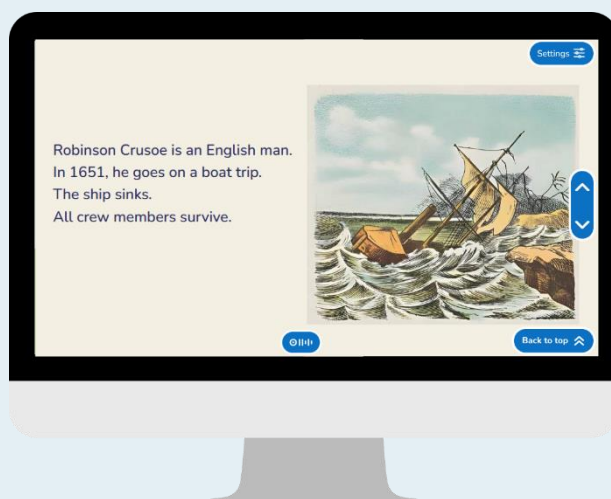 Settings
Robinson Crusoe is an English man.
In 1651, he goes on a boat trip.
The ship sinks.
All crew members survive.
Back to top